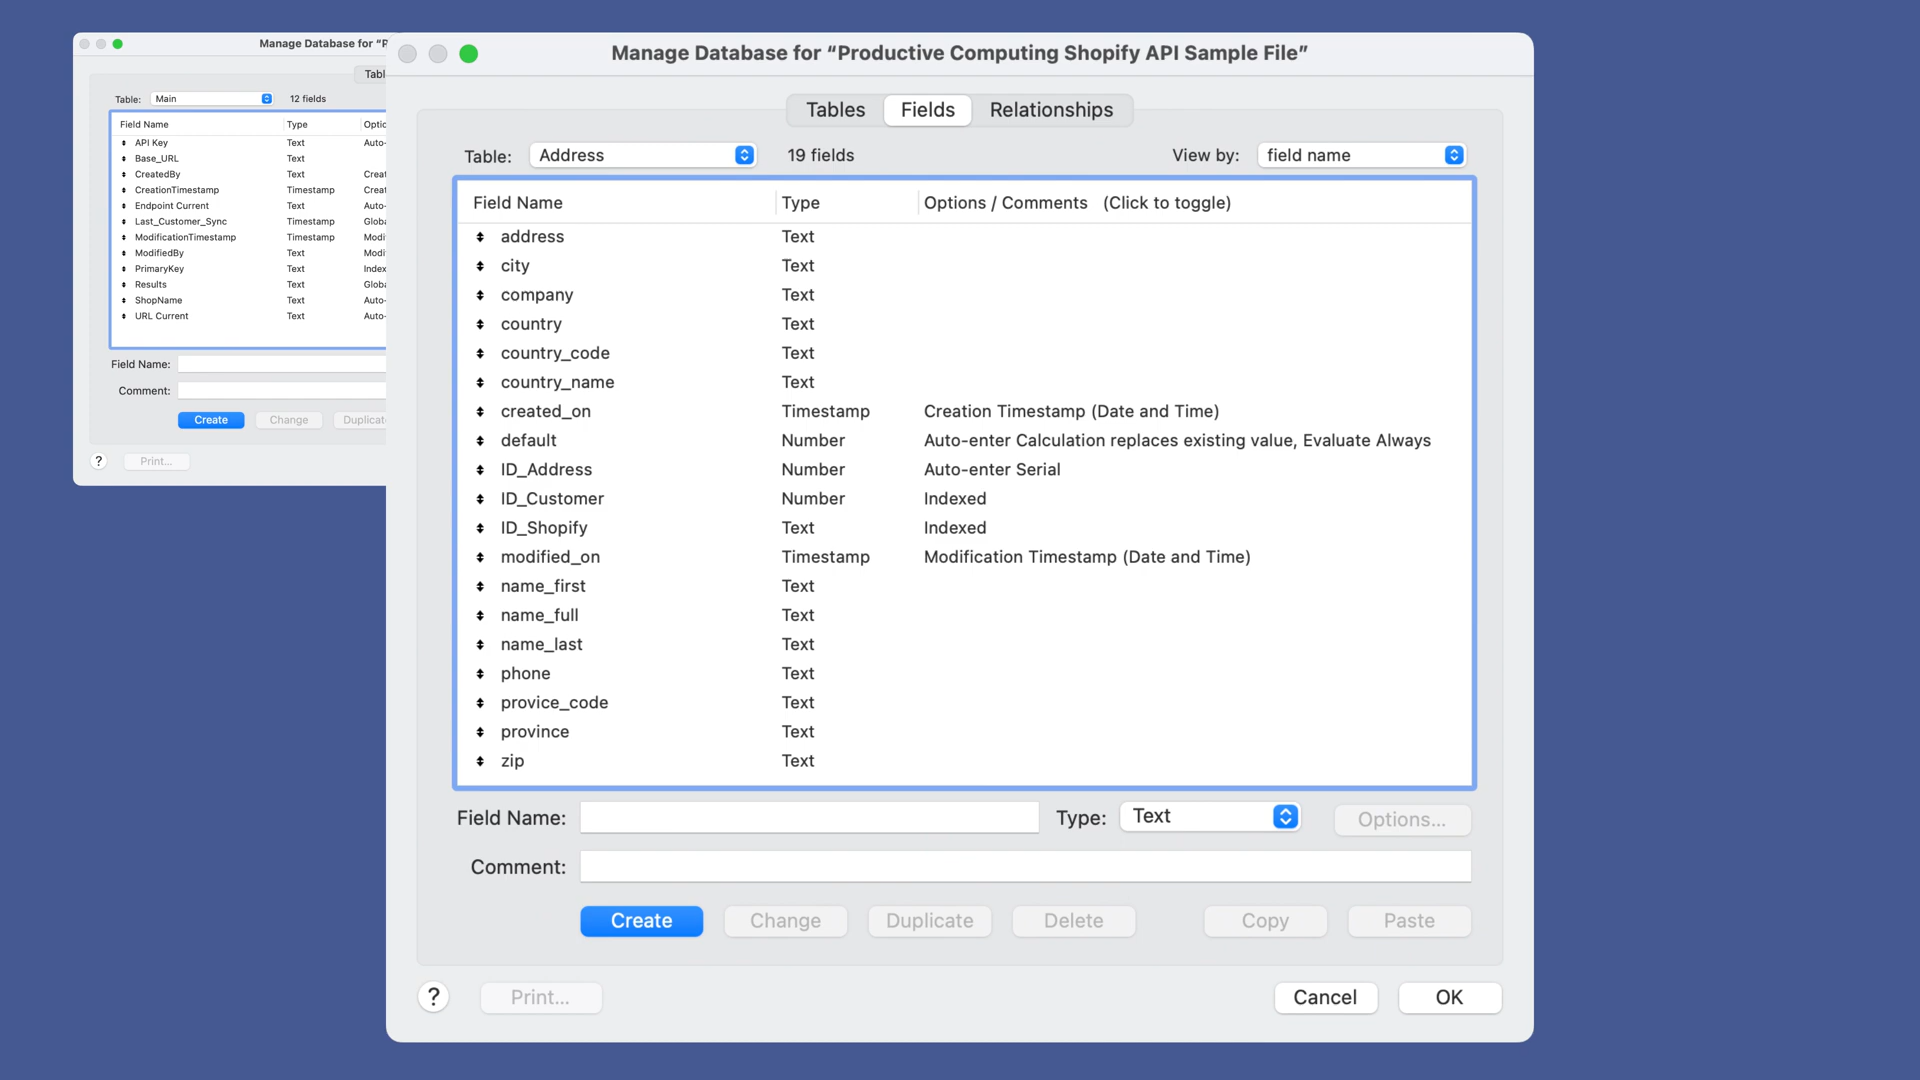 Manage Database for “P
Tabl
Table: Main 12 fields
Field Name Type Optio
API Key Text Auto-
Base_URL Text
CreatedBy Text Creat
CreationTimestamp Timestamp Creat
Endpoint Current Text Auto-
Last_Customer_Sync Timestamp Globa
ModificationTimestamp Timestamp Modi
ModifiedBy Text Modi
PrimaryKey Text Index
Results Text Globa
ShopName Text Auto-
URL Current Text Auto-
Field Name:
Comment:
Create Change Duplicat
? Print...
Manage Database for “Productive Computing Shopify API Sample File”
Tables Fields Relationships
Table: Address 19 fields View by: field name
Field Name Type Options / Comments (Click to toggle)
address Text
city Text
company Text
country Text
country_code Text
country_name Text
created_on Timestamp Creation Timestamp (Date and Time)
default Number Auto-enter Calculation replaces existing value, Evaluate Always
ID_Address Number Auto-enter Serial
ID_Customer Number Indexed
ID_Shopify Text Indexed
modified_on Timestamp Modification Timestamp (Date and Time)
name_first Text
name_full Text
name_last Text
phone Text
provice_code Text
province Text
zip Text
Field Name: Type: Text Options...
Comment:
Create Change Duplicate Delete Copy Paste
? Print... Cancel OK